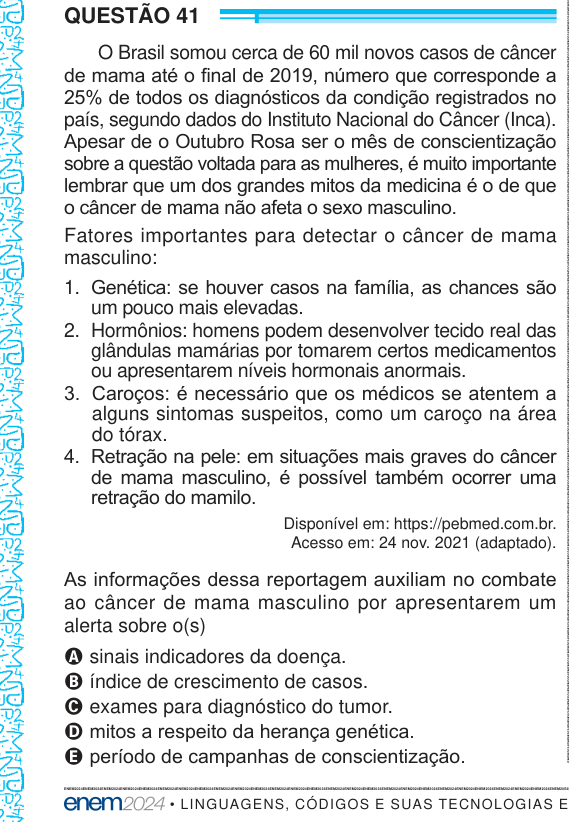 QUESTÃO 41
O Brasil somou cerca de 60 mil novos casos de câncer
de mama até o final de 2019, número que corresponde a
25% de todos os diagnósticos da condição registrados no
país, segundo dados do Instituto Nacional do Câncer (Inca).
Apesar de o Outubro Rosa ser o mês de conscientização
sobre a questão voltada para as mulheres, é muito importante
lembrar que um dos grandes mitos da medicina é o de que
o câncer de mama não afeta o sexo masculino.
Fatores importantes para detectar o câncer de mama
masculino:
1. Genética: se houver casos na família, as chances são
um pouco mais elevadas.
2. Hormônios: homens podem desenvolver tecido real das
glândulas mamárias por tomarem certos medicamentos
ou apresentarem níveis hormonais anormais.
3. Caroços: é necessário que os médicos se atentem a
alguns sintomas suspeitos, como um caroço na área
do tórax.
4. Retração na pele: em situações mais graves do câncer
de mama masculino, é possível também ocorrer uma
retração do mamilo.
Disponível em: https://pebmed.com.br.
Acesso em: 24 nov. 2021 (adaptado).
As informações dessa reportagem auxiliam no combate
ao câncer de mama masculino por apresentarem um
alerta sobre o(s)
A sinais indicadores da doença.
B índice de crescimento de casos.
C exames para diagnóstico do tumor.
D mitos a respeito da herança genética.
E período de campanhas de conscientização.
enem2024 • LINGUAGENS, CÓDIGOS E SUAS TECNOLOGIAS E